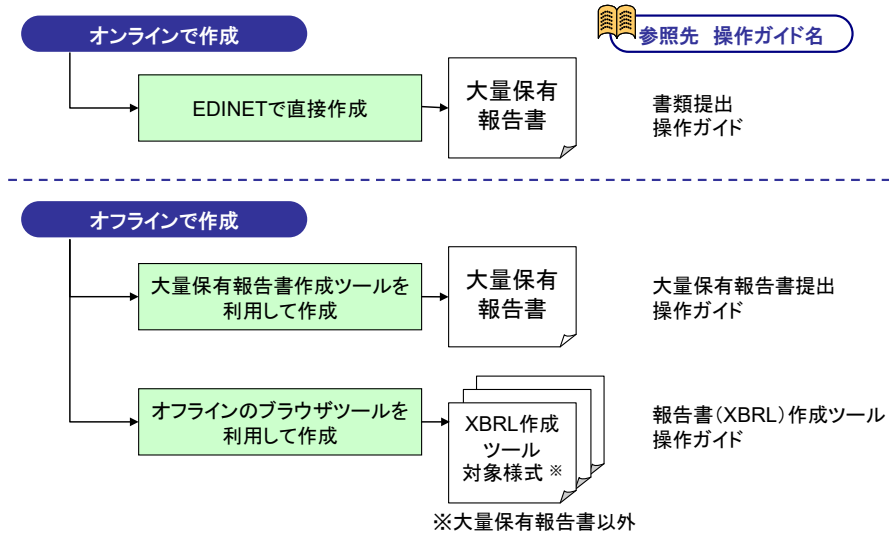 オンラインで作成
参照先 操作ガイド名
EDINETで直接作成
大量保有
報告書
書類提出
操作ガイド
オフラインで作成
大量保有報告書作成ツールを
利用して作成
大量保有
報告書
大量保有報告書提出
操作ガイド
オフラインのブラウザツールを
利用して作成
XBRL作成
ツール
対象様式 ※
報告書（XBRL）作成ツール
操作ガイド
※大量保有報告書以外